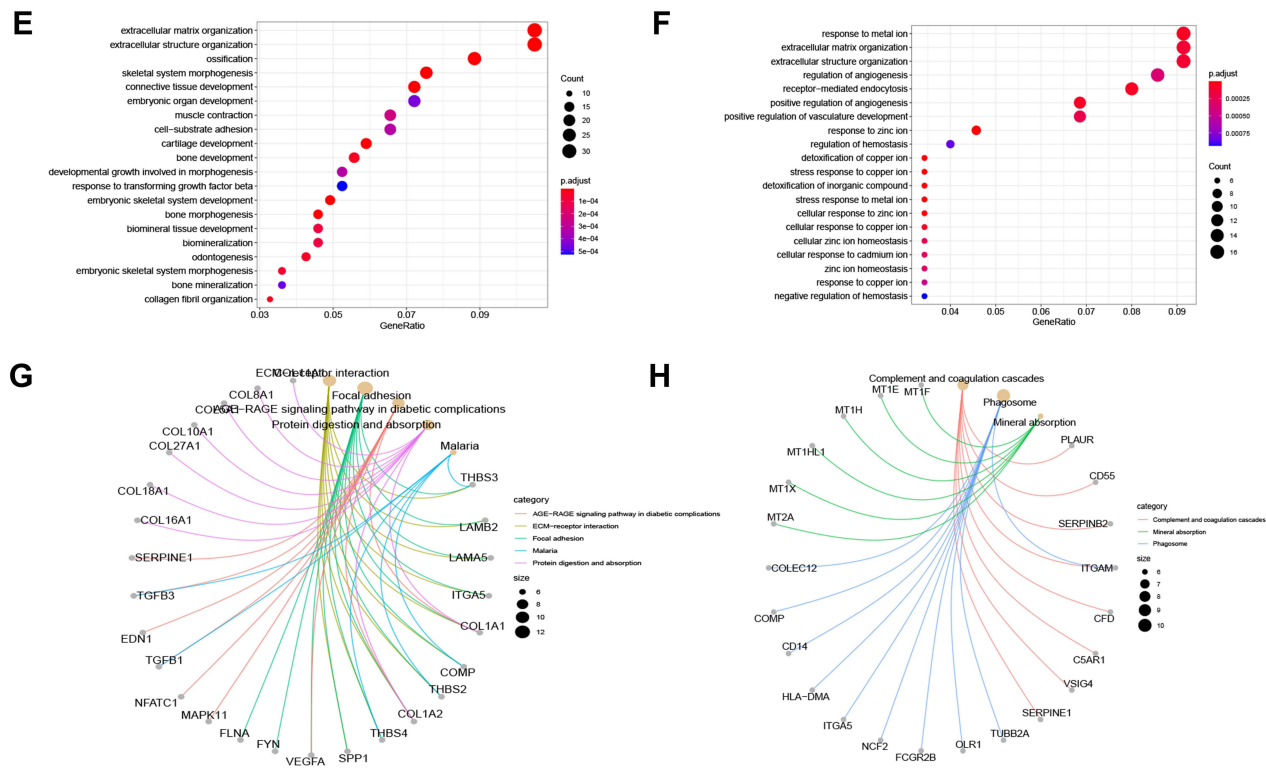 E
extracellular matrix organization
extracellular structure organization
ossification
skeletal system morphogenesis
connective tissue development
embryonic organ development
muscle contraction
cell−substrate adhesion
cartilage development
bone development
developmental growth involved in morphogenesis
response to transforming growth factor beta
embryonic skeletal system development
bone morphogenesis
biomineral tissue development
biomineralization
odontogenesis
embryonic skeletal system morphogenesis
bone mineralization
collagen fibril organization
0.03 0.05 0.07 0.09
GeneRatio
Count
10
15
20
25
30
p.adjust
1e−04
2e−04
3e−04
4e−04
5e−04
F
response to metal ion
extracellular matrix organization
extracellular structure organization
regulation of angiogenesis
receptor−mediated endocytosis
positive regulation of angiogenesis
positive regulation of vasculature development
response to zinc ion
regulation of hemostasis
detoxification of copper ion
stress response to copper ion
detoxification of inorganic compound
stress response to metal ion
cellular response to zinc ion
cellular response to copper ion
cellular zinc ion homeostasis
cellular response to cadmium ion
zinc ion homeostasis
response to copper ion
negative regulation of hemostasis
0.04 0.05 0.06 0.07 0.08 0.09
GeneRatio
p.adjust
0.00025
0.00050
0.00075
Count
6
8
10
12
14
16
G
ECM−receptor interaction
Focal adhesion
AGE−RAGE signaling pathway in diabetic complications
Protein digestion and absorption
Malaria
THBS3
LAMB2
LAMA5
ITGA5
COL1A1
COMP
THBS2
COL1A2
THBS4
SPP1
VEGFA
FYN
FLNA
MAPK11
NFATC1
TGFB1
EDN1
TGFB3
SERPINE1
COL16A1
COL18A1
COL27A1
COL10A1
COL8A1
category
AGE−RAGE signaling pathway in diabetic complications
ECM−receptor interaction
Focal adhesion
Malaria
Protein digestion and absorption
size
6
8
10
12
H
Complement and coagulation cascades
Phagosome
Mineral absorption
PLAUR
CD55
SERPINB2
ITGAM
CFD
C5AR1
VSIG4
SERPINE1
TUBB2A
OLR1
FCGR2B
NCF2
ITGA5
HLA−DMA
CD14
COMP
COLEC12
MT2A
MT1X
MT1HL1
MT1H
MT1E
MT1F
category
Complement and coagulation cascades
Mineral absorption
Phagosome
size
6
7
8
9
10